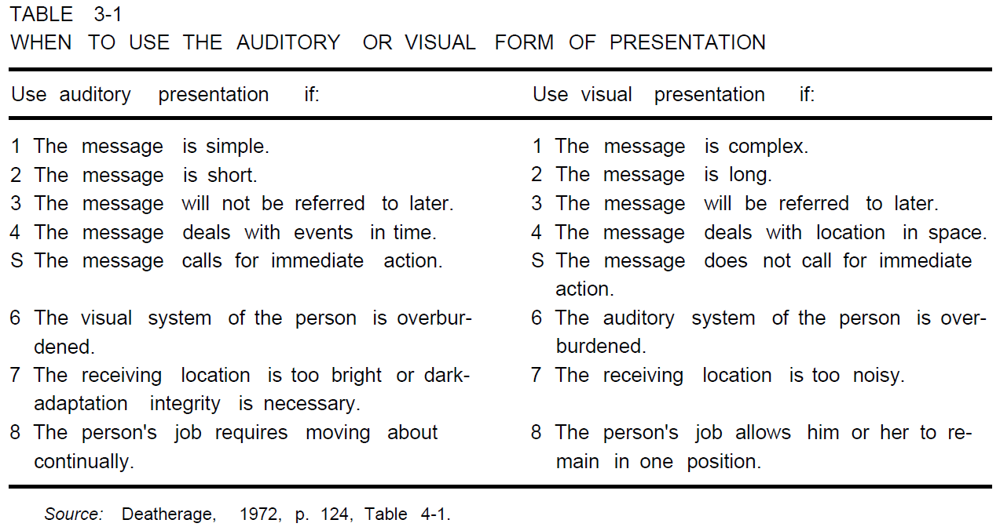 TABLE 3-1
WHEN TO USE THE AUDITORY OR VISUAL FORM OF PRESENTATION
Use auditory presentation if:
Use visual presentation if:
1 The message is simple.
2 The message is short.
3 The message will not be referred to later.
4 The message deals with events in time.
S The message calls for immediate action.
6 The visual system of the person is overbur-
dened.
7 The receiving location is too bright or dark-
adaptation integrity is necessary.
8 The person's job requires moving about
continually.
1 The message is complex.
2 The message is long.
3 The message will be referred to later.
4 The message deals with location in space.
S The message does not call for immediate
action.
6 The auditory system of the person is over-
burdened.
7 The receiving location is too noisy.
8 The person's job allows him or her to re-
main in one position.
Source: Deatherage, 1972, p. 124, Table 4-1.